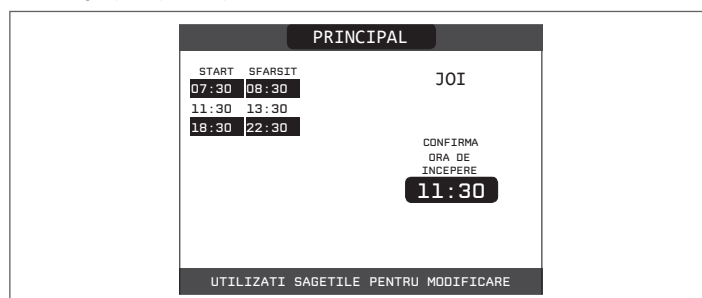 PRINCIPAL
START SFARSIT
07:30 08:30
11:30 13:30
18:30 22:30
JOI
CONFIRMA
ORA DE
INCEPERE
11:30
UTILIZATI SAGETILE PENTRU MODIFICARE